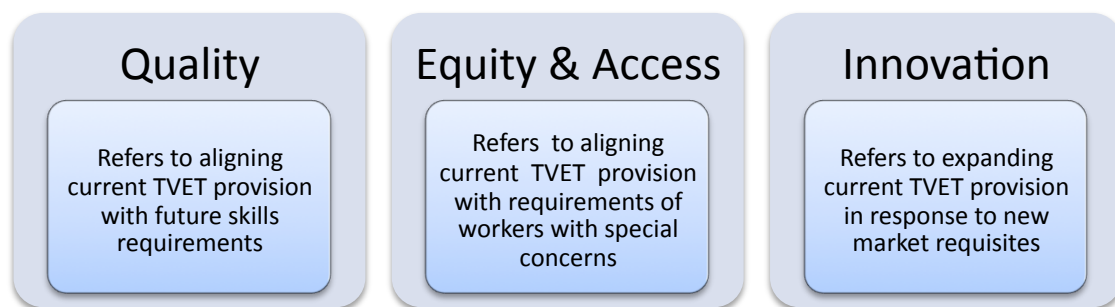 Quality
Refers to aligning
current TVET provision
with future skills
requirements
Equity & Access
Refers to aligning
current TVET provision
with requirements of
workers with special
concerns
Innovation
Refers to expanding
current TVET provision
in response to new
market requisites